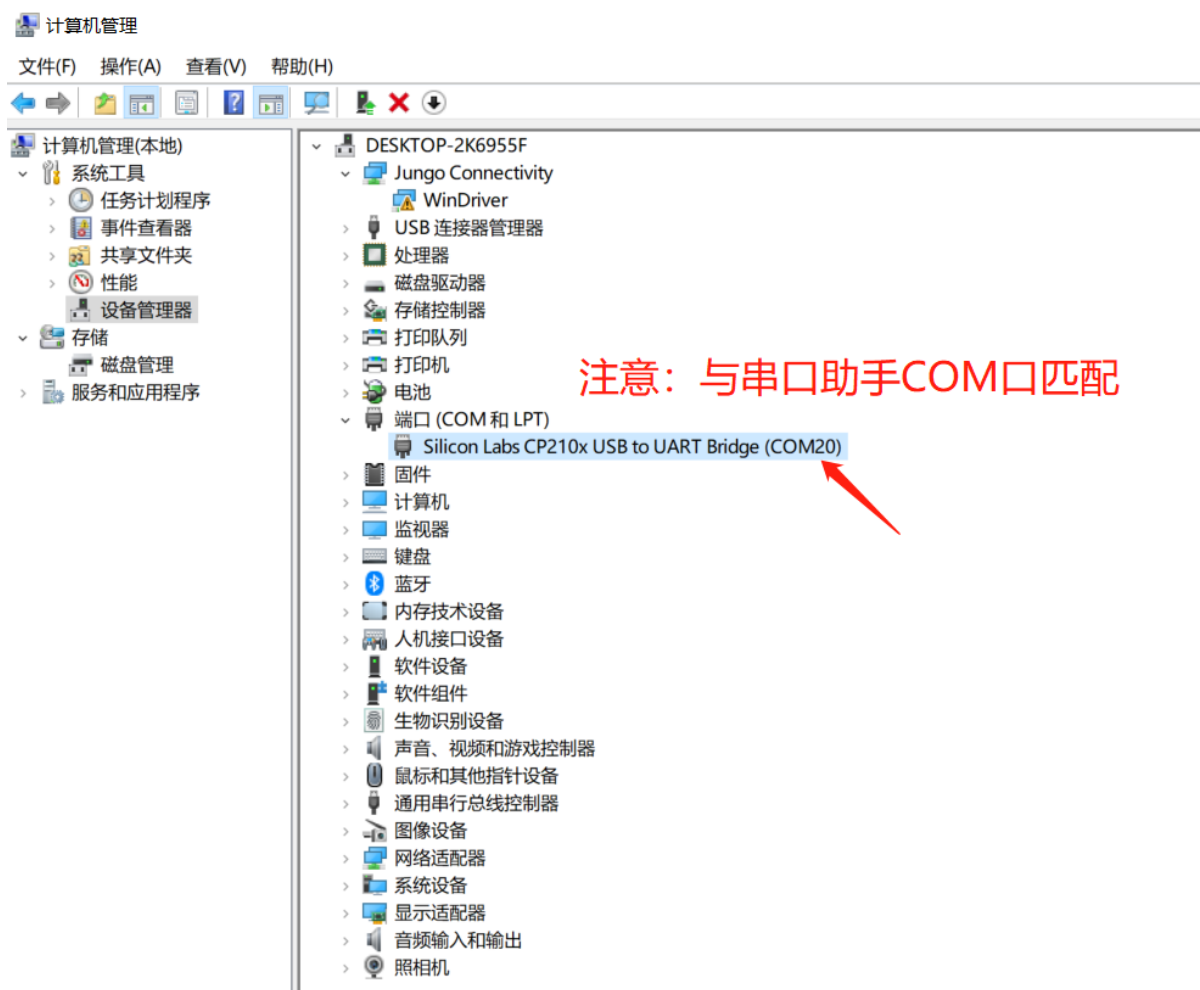 计算机管理
文件(F) 操作(A) 查看(V) 帮助(H)
计算机管理(本地)
系统工具
任务计划程序
事件查看器
共享文件夹
性能
设备管理器
存储
磁盘管理
服务和应用程序
DESKTOP-2K6955F
Jungo Connectivity
WinDriver
USB 连接器管理器
处理器
磁盘驱动器
存储控制器
打印队列
打印机
电池
端口 (COM 和 LPT)
Silicon Labs CP210x USB to UART Bridge (COM20)
固件
计算机
监视器
键盘
蓝牙
内存技术设备
人机接口设备
软件设备
软件组件
生物识别设备
声音、视频和游戏控制器
鼠标和其他指针设备
通用串行总线控制器
图像设备
网络适配器
系统设备
显示适配器
音频输入和输出
照相机
注意：与串口助手COM口匹配